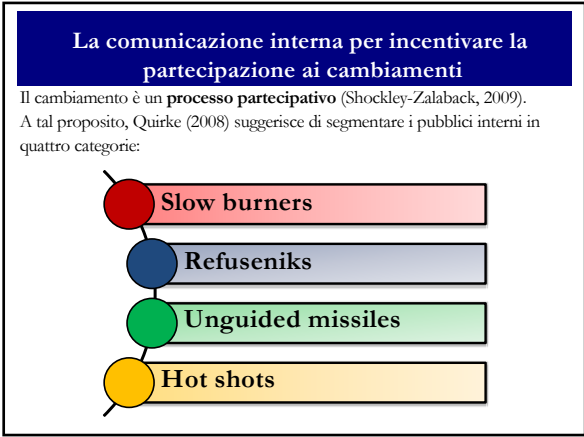 La comunicazione interna per incentivare la
partecipazione ai cambiamenti
Il cambiamento è un processo partecipativo (Shockley-Zalaback, 2009).
A tal proposito, Quirke (2008) suggerisce di segmentare i pubblici interni in
quattro categorie:
Slow burners
Refuseniks
Unguided missiles
Hot shots